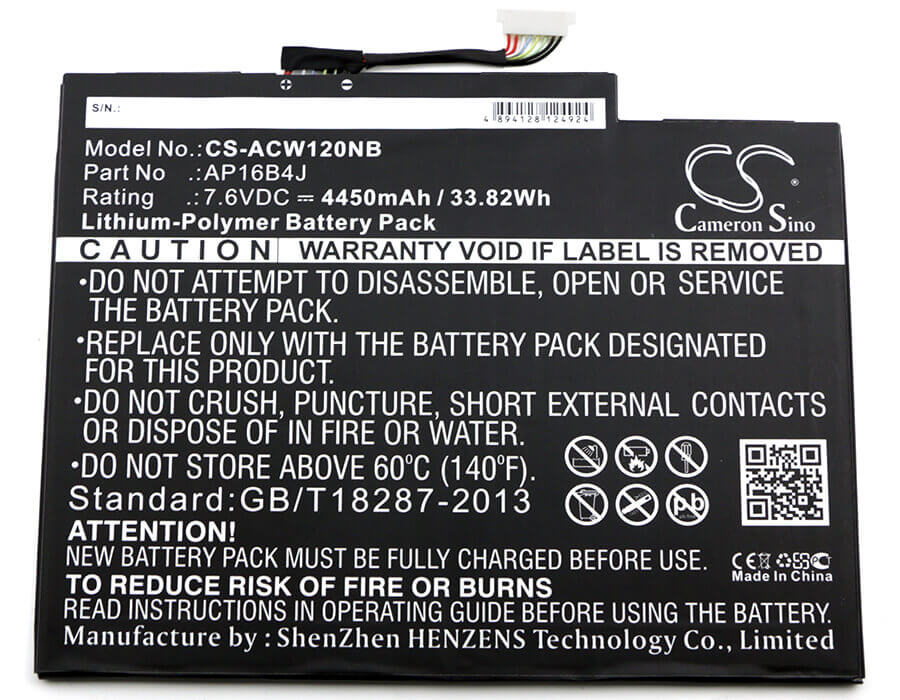 S/N.:
4 894128 124924
Model No.:CS-ACW120NB
Part No .:AP16B4J
Rating .:7.6VDC ⎓ 4450mAh / 33.82Wh
Lithium-Polymer Battery Pack
CS
Cameron Sino
CAUTION WARRANTY VOID IF LABEL IS REMOVED
•DO NOT ATTEMPT TO DISASSEMBLE, OPEN OR SERVICE
THE BATTERY PACK.
•REPLACE ONLY WITH THE BATTERY PACK DESIGNATED
FOR THIS PRODUCT.
•DO NOT CRUSH, PUNCTURE, SHORT EXTERNAL CONTACTS
OR DISPOSE OF IN FIRE OR WATER.
•DO NOT STORE ABOVE 60°C (140°F).
Standard:GB/T18287-2013
Pb
ATTENTION!
NEW BATTERY PACK MUST BE FULLY CHARGED BEFORE USE.
CE
Made In China
TO REDUCE RISK OF FIRE OR BURNS
READ INSTRUCTIONS IN OPERATING GUIDE BEFORE USING THE BATTERY.
Manufacture by:ShenZhen HENZENS Technology Co., Limited